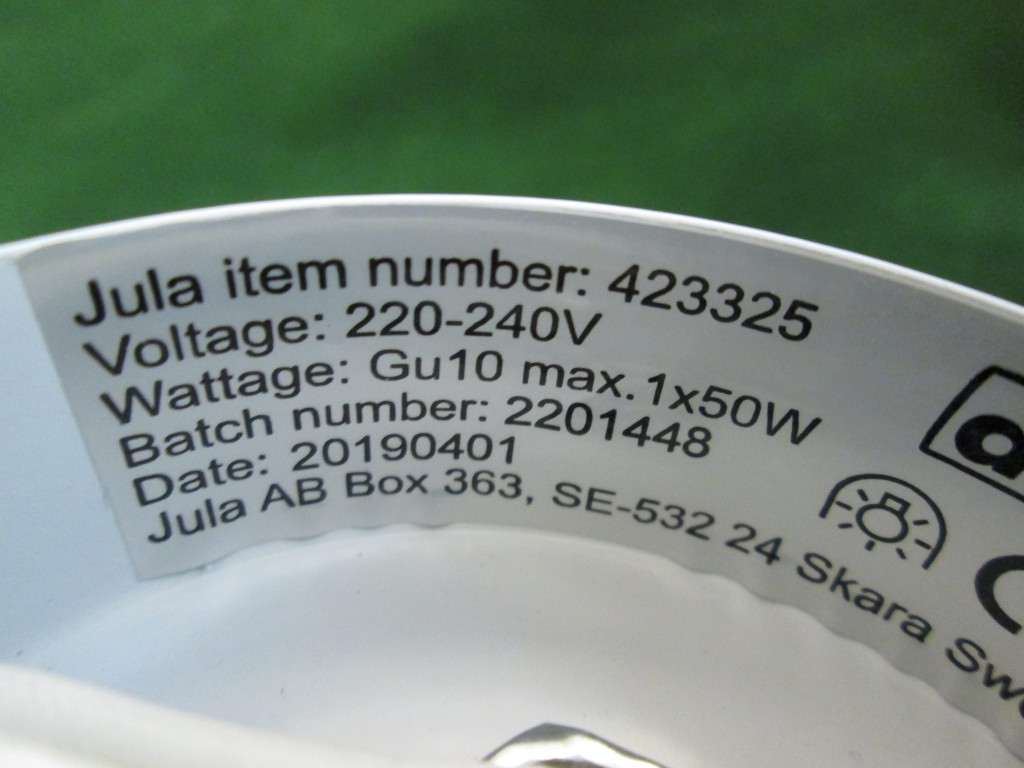 Jula item number: 423325
Voltage: 220-240V
Wattage: Gu10 max.1x50W
Batch number: 2201448
Date: 20190401
Jula AB Box 363, SE-532 24 Skara Swe